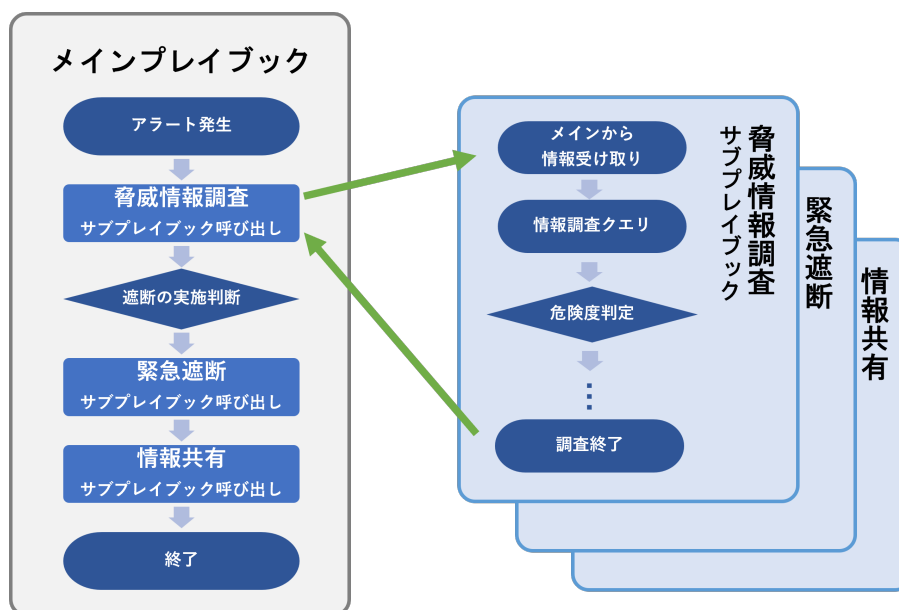 メインプレイブック
アラート発生
脅威情報調査
サブプレイブック呼び出し
遮断の実施判断
緊急遮断
サブプレイブック呼び出し
情報共有
サブプレイブック呼び出し
終了
メインから
情報受け取り
情報調査クエリ
危険度判定
⋮
調査終了
脅威情報調査
サブプレイブック
緊急遮断
情報共有